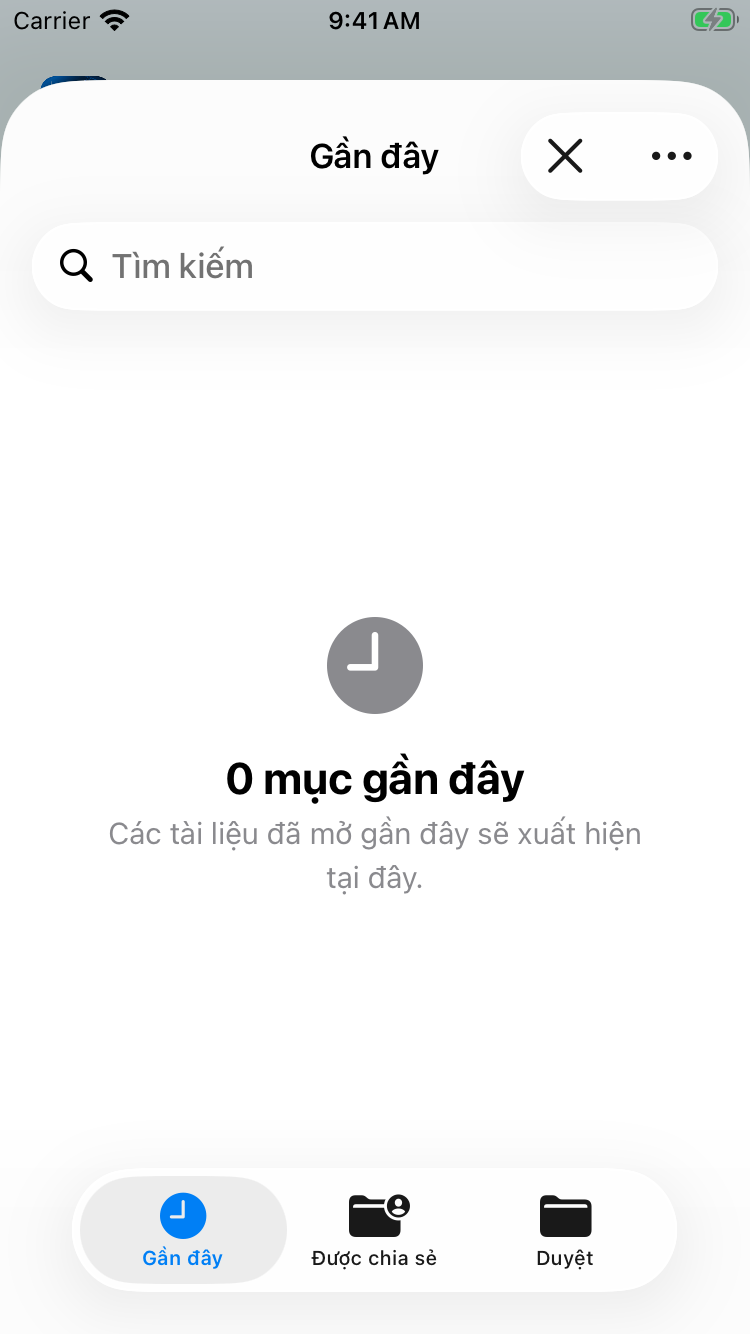 Carrier 9:41 AM
Gần đây
Tìm kiếm
0 mục gần đây
Các tài liệu đã mở gần đây sẽ xuất hiện
tại đây.
Gần đây Được chia sẻ Duyệt